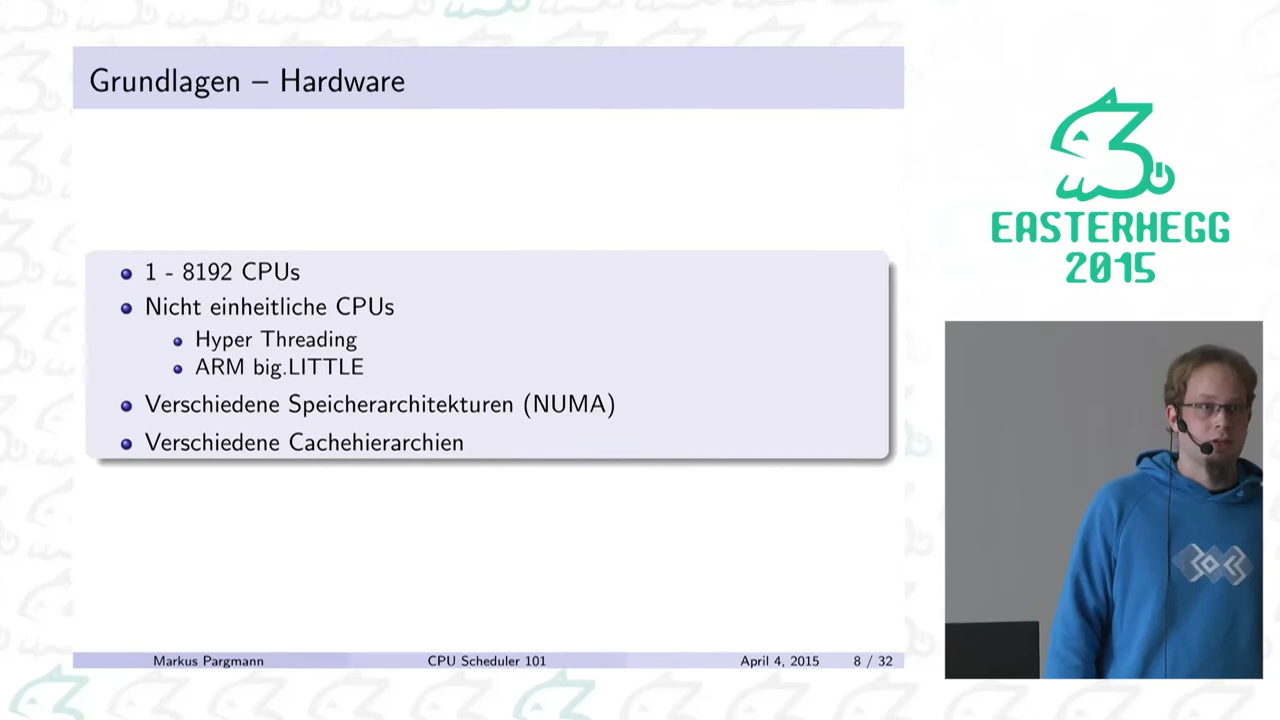 Grundlagen – Hardware
1 - 8192 CPUs
Nicht einheitliche CPUs
Hyper Threading
ARM big.LITTLE
Verschiedene Speicherarchitekturen (NUMA)
Verschiedene Cachehierarchien
Markus Pargmann CPU Scheduler 101 April 4, 2015 8 / 32
EASTERHEGG
2015